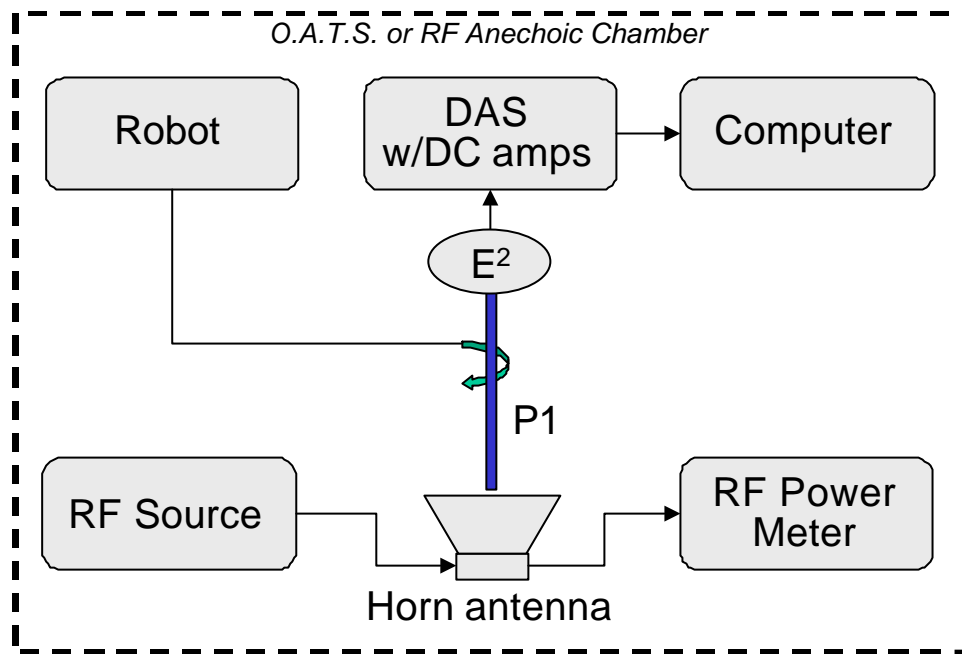 O.A.T.S. or RF Anechoic Chamber
Robot
DAS
w/DC amps
Computer
E²
P1
RF Source
RF Power
Meter
Horn antenna